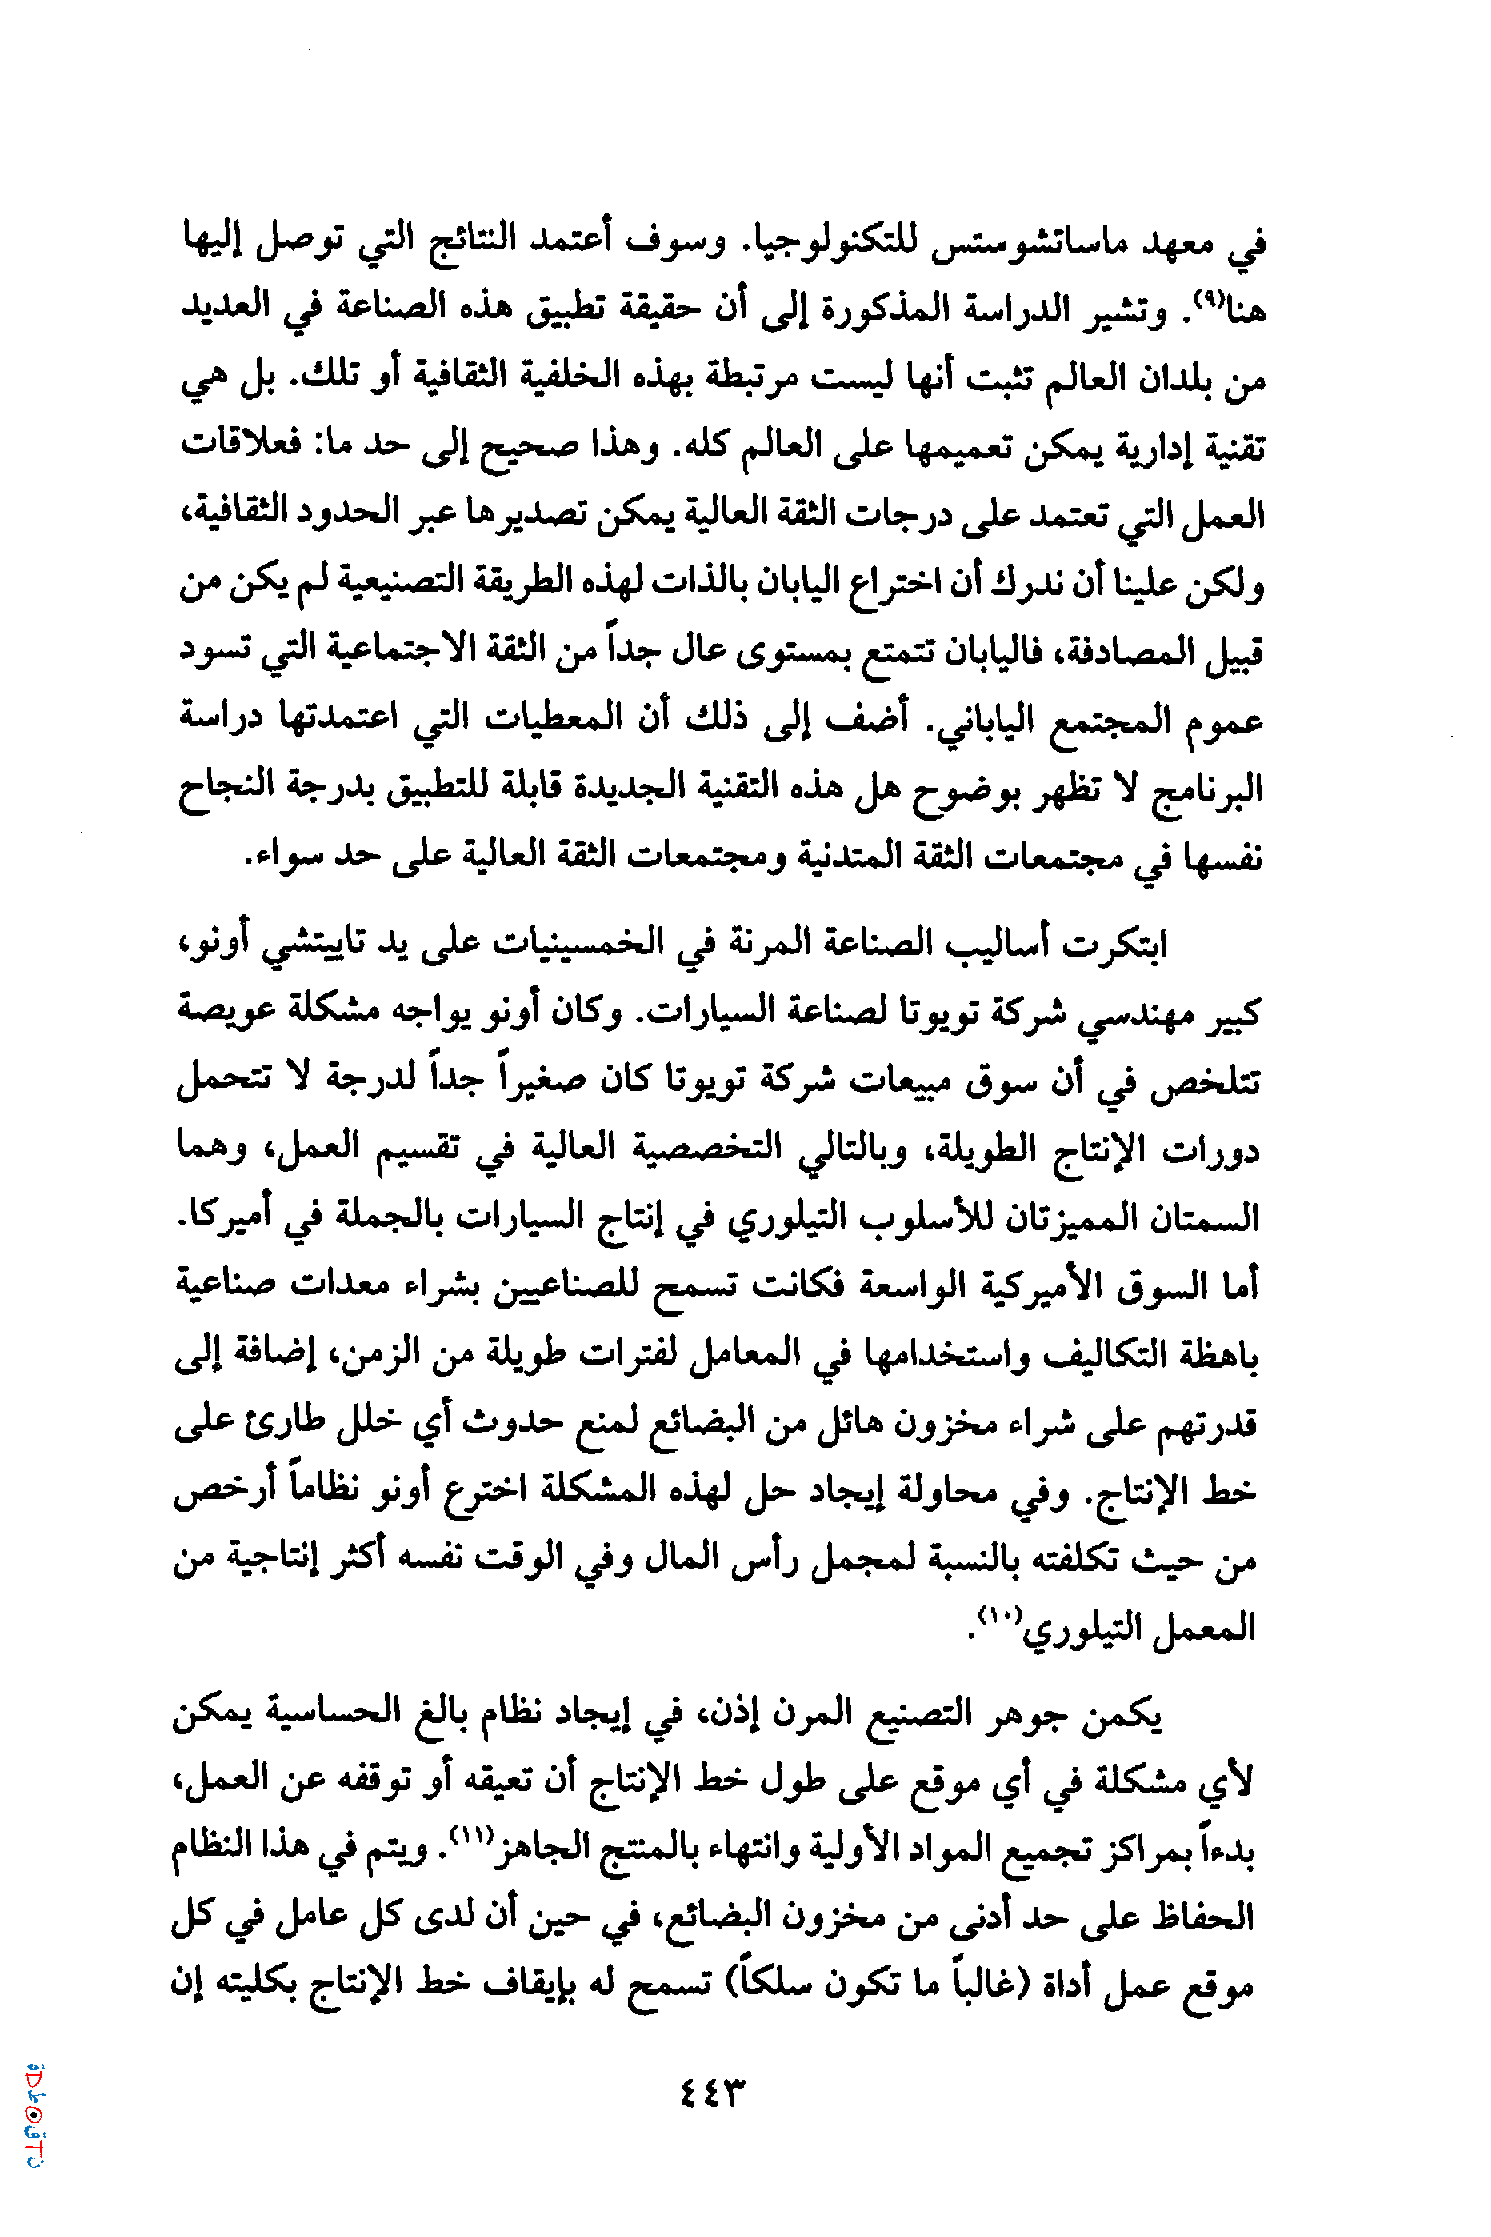 في معهد ماساتشوستس للتكنولوجيا. وسوف أعتمد النتائج التي توصل إليها
هنا(٩). وتشير الدراسة المذكورة إلى أن حقيقة تطبيق هذه الصناعة في العديد
من بلدان العالم تثبت أنها ليست مرتبطة بهذه الخلفية الثقافية أو تلك. بل هي
تقنية إدارية يمكن تعميمها على العالم كله. وهذا صحيح إلى حد ما: فعلاقات
العمل التي تعتمد على درجات الثقة العالية يمكن تصديرها عبر الحدود الثقافية،
ولكن علينا أن ندرك أن اختراع اليابان بالذات لهذه الطريقة التصنيعية لم يكن من
قبيل المصادفة، فاليابان تتمتع بمستوى عال جداً من الثقة الاجتماعية التي تسود
عموم المجتمع الياباني. أضف إلى ذلك أن المعطيات التي اعتمدتها دراسة
البرنامج لا تظهر بوضوح هل هذه التقنية الجديدة قابلة للتطبيق بدرجة النجاح
نفسها في مجتمعات الثقة المتدنية ومجتمعات الثقة العالية على حد سواء.
ابتكرت أساليب الصناعة المرنة في الخمسينيات على يد تاييتشي أونو،
كبير مهندسي شركة تويوتا لصناعة السيارات. وكان أونو يواجه مشكلة عويصة
تتلخص في أن سوق مبيعات شركة تويوتا كان صغيراً جداً لدرجة لا تتحمل
دورات الإنتاج الطويلة، وبالتالي التخصصية العالية في تقسيم العمل، وهما
السمتان المميزتان للأسلوب التيلوري في إنتاج السيارات بالجملة في أميركا.
أما السوق الأميركية الواسعة فكانت تسمح للصناعيين بشراء معدات صناعية
باهظة التكاليف واستخدامها في المعامل لفترات طويلة من الزمن، إضافة إلى
قدرتهم على شراء مخزون هائل من البضائع لمنع حدوث أي خلل طارئ على
خط الإنتاج. وفي محاولة إيجاد حل لهذه المشكلة اخترع أونو نظاماً أرخص
من حيث تكلفته بالنسبة لمجمل رأس المال وفي الوقت نفسه أكثر إنتاجية من
المعمل التيلوري(١٠).
يكمن جوهر التصنيع المرن إذن، في إيجاد نظام بالغ الحساسية يمكن
لأي مشكلة في أي موقع على طول خط الإنتاج أن تعيقه أو توقفه عن العمل،
بدءاً بمراكز تجميع المواد الأولية وانتهاء بالمنتج الجاهز(١١). ويتم في هذا النظام
الحفاظ على حد أدنى من مخزون البضائع، في حين أن لدى كل عامل في كل
موقع عمل أداة (غالباً ما تكون سلكاً) تسمح له بإيقاف خط الإنتاج بكليته إن
٤٤٣